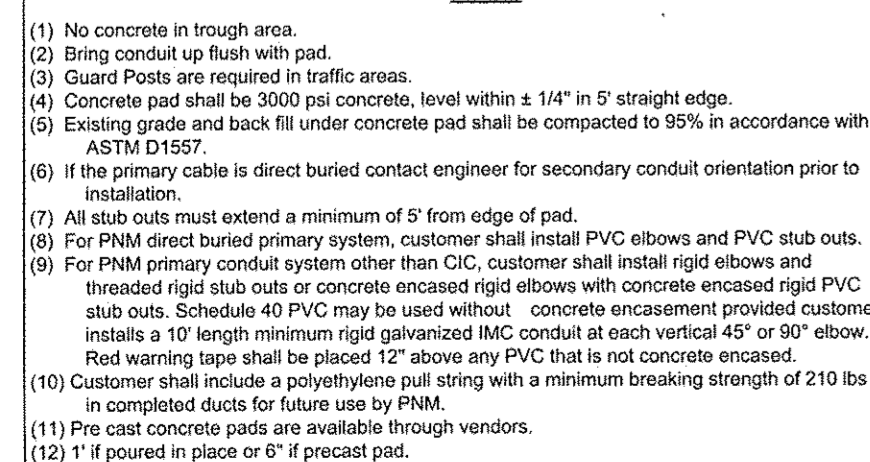 (1) No concrete in trough area.
(2) Bring conduit up flush with pad.
(3) Guard Posts are required in traffic areas.
(4) Concrete pad shall be 3000 psi concrete, level within ± 1/4" in 5' straight edge.
(5) Existing grade and back fill under concrete pad shall be compacted to 95% in accordance with
ASTM D1557.
(6) If the primary cable is direct buried contact engineer for secondary conduit orientation prior to
installation.
(7) All stub outs must extend a minimum of 5' from edge of pad.
(8) For PNM direct buried primary system, customer shall install PVC elbows and PVC stub outs.
(9) For PNM primary conduit system other than CIC, customer shall install rigid elbows and
threaded rigid stub outs or concrete encased rigid elbows with concrete encased rigid PVC
stub outs. Schedule 40 PVC may be used without concrete encasement provided custome
installs a 10' length minimum rigid galvanized IMC conduit at each vertical 45° or 90° elbow.
Red warning tape shall be placed 12" above any PVC that is not concrete encased.
(10) Customer shall include a polyethylene pull string with a minimum breaking strength of 210 lbs
in completed ducts for future use by PNM.
(11) Pre cast concrete pads are available through vendors.
(12) 1' if poured in place or 6" if precast pad.